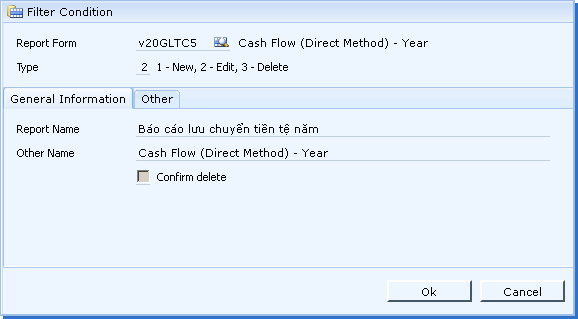 Filter Condition
Report Form v20GLTC5 Cash Flow (Direct Method) - Year
Type 2 1 - New, 2 - Edit, 3 - Delete
General Information Other
Report Name Báo cáo lưu chuyển tiền tệ năm
Other Name Cash Flow (Direct Method) - Year
Confirm delete
Ok Cancel